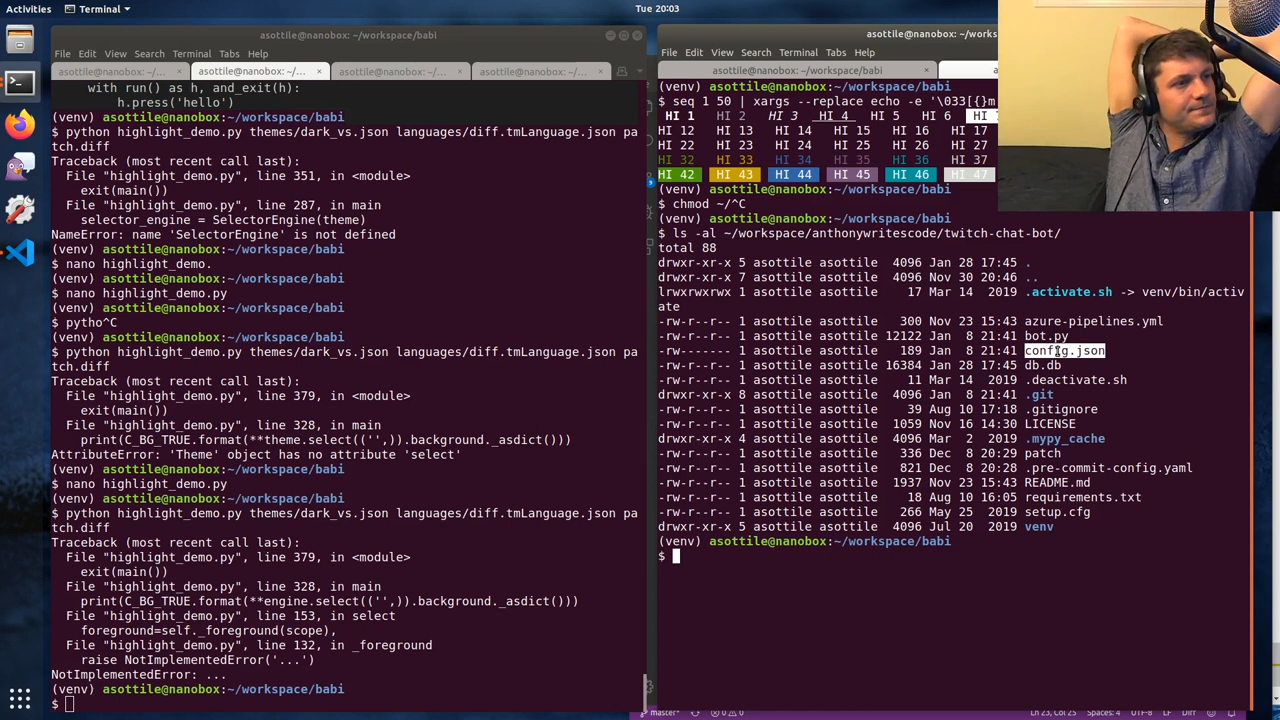 Activities
Terminal
Tue 20:03
asottile@nanobox: ~/workspace/babi
File Edit View Search Terminal Tabs Help
asottile@nanobox: ~/... × asottile@nanobox: ~/... × asottile@nanobox: ~/... × asottile@nanobox: ~/... ×
with run() as h, and_exit(h):
h.press('hello')
(venv) asottile@nanobox:~/workspace/babi
$ python highlight_demo.py themes/dark_vs.json languages/diff.tmLanguage.json pa
tch.diff
Traceback (most recent call last):
File "highlight_demo.py", line 351, in <module>
exit(main())
File "highlight_demo.py", line 287, in main
selector_engine = SelectorEngine(theme)
NameError: name 'SelectorEngine' is not defined
(venv) asottile@nanobox:~/workspace/babi
$ nano highlight_demo.
(venv) asottile@nanobox:~/workspace/babi
$ nano highlight_demo.py
(venv) asottile@nanobox:~/workspace/babi
$ pytho^C
(venv) asottile@nanobox:~/workspace/babi
$ python highlight_demo.py themes/dark_vs.json languages/diff.tmLanguage.json pa
tch.diff
Traceback (most recent call last):
File "highlight_demo.py", line 379, in <module>
exit(main())
File "highlight_demo.py", line 328, in main
print(C_BG_TRUE.format(**theme.select(('',)).background._asdict()))
AttributeError: 'Theme' object has no attribute 'select'
(venv) asottile@nanobox:~/workspace/babi
$ nano highlight_demo.py
(venv) asottile@nanobox:~/workspace/babi
$ python highlight_demo.py themes/dark_vs.json languages/diff.tmLanguage.json pa
tch.diff
Traceback (most recent call last):
File "highlight_demo.py", line 379, in <module>
exit(main())
File "highlight_demo.py", line 328, in main
print(C_BG_TRUE.format(**engine.select(('',)).background._asdict()))
File "highlight_demo.py", line 153, in select
foreground=self._foreground(scope),
File "highlight_demo.py", line 132, in _foreground
raise NotImplementedError('...')
NotImplementedError: ...
(venv) asottile@nanobox:~/workspace/babi
$
asottile@nanobox: ~/works
File Edit View Search Terminal Tabs Help
asottile@nanobox: ~/workspace/babi ×
(venv) asottile@nanobox:~/workspace/babi
$ seq 1 50 | xargs --replace echo -e '\033[{}m
HI 1 HI 2 HI 3 HI 4 HI 5 HI 6 HI 7
HI 12 HI 13 HI 14 HI 15 HI 16 HI 17
HI 22 HI 23 HI 24 HI 25 HI 26 HI 27
HI 32 HI 33 HI 34 HI 35 HI 36 HI 37
HI 42 HI 43 HI 44 HI 45 HI 46 HI 47
(venv) asottile@nanobox:~/workspace/babi
$ chmod ~/^C
(venv) asottile@nanobox:~/workspace/babi
$ ls -al ~/workspace/anthonywritescode/twitch-chat-bot/
total 88
drwxr-xr-x 5 asottile asottile 4096 Jan 28 17:45 .
drwxr-xr-x 7 asottile asottile 4096 Nov 30 20:46 ..
lrwxrwxrwx 1 asottile asottile 17 Mar 14 2019 .activate.sh -> venv/bin/activ
ate
-rw-r--r-- 1 asottile asottile 300 Nov 23 15:43 azure-pipelines.yml
-rw-r--r-- 1 asottile asottile 12122 Jan 8 21:41 bot.py
-rw------- 1 asottile asottile 189 Jan 8 21:41 config.json
-rw-r--r-- 1 asottile asottile 16384 Jan 28 17:45 db.db
-rw-r--r-- 1 asottile asottile 11 Mar 14 2019 .deactivate.sh
drwxr-xr-x 8 asottile asottile 4096 Jan 8 21:41 .git
-rw-r--r-- 1 asottile asottile 39 Aug 10 17:18 .gitignore
-rw-r--r-- 1 asottile asottile 1059 Nov 16 14:30 LICENSE
drwxr-xr-x 4 asottile asottile 4096 Mar 2 2019 .mypy_cache
-rw-r--r-- 1 asottile asottile 336 Dec 8 20:29 patch
-rw-r--r-- 1 asottile asottile 821 Dec 8 20:28 .pre-commit-config.yaml
-rw-r--r-- 1 asottile asottile 1937 Nov 23 15:43 README.md
-rw-r--r-- 1 asottile asottile 18 Aug 10 16:05 requirements.txt
-rw-r--r-- 1 asottile asottile 266 May 25 2019 setup.cfg
drwxr-xr-x 5 asottile asottile 4096 Jul 20 2019 venv
(venv) asottile@nanobox:~/workspace/babi
$
master* 0 0 Ln 23, Col 25 Spaces: 4 UTF-8 LF Diff